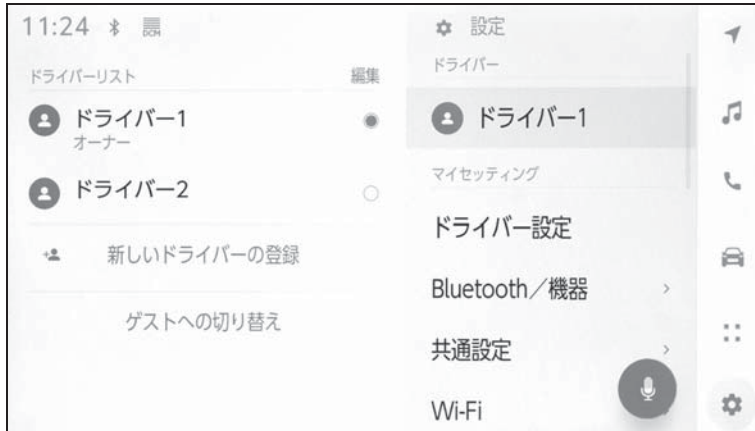 11:24
ドライバーリスト
編集
ドライバー1
オーナー
ドライバー2
新しいドライバーの登録
ゲストへの切り替え
設定
ドライバー
ドライバー1
マイセッティング
ドライバー設定
Bluetooth／機器
共通設定
Wi-Fi